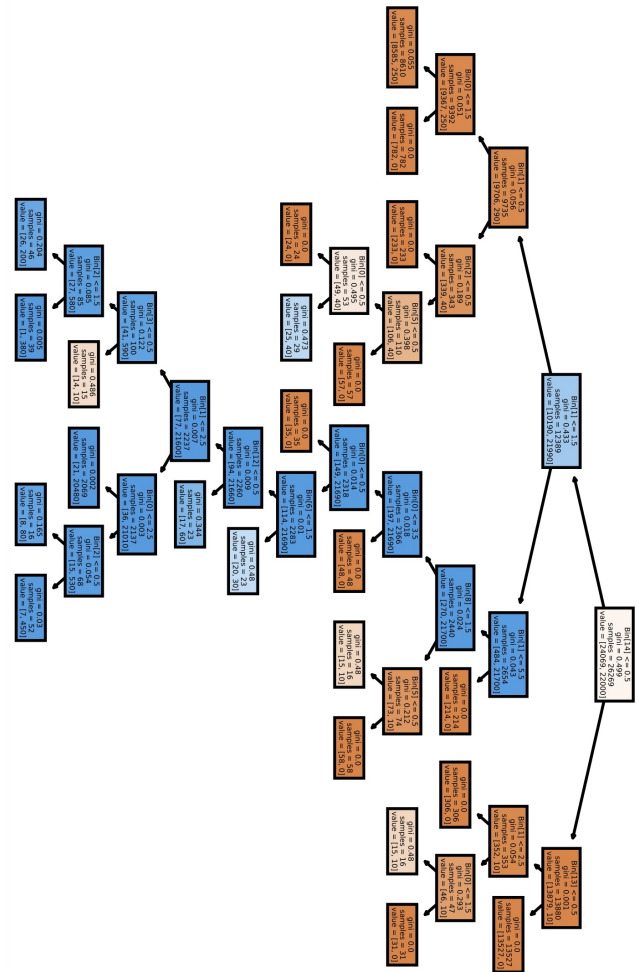 Bin[14] <= 0.5
gini = 0.499
samples = 26269
value = [24069, 22000]
Bin[1] <= 1.5
gini = 0.433
samples = 12389
value = [10190, 21990]
Bin[13] <= 0.5
gini = 0.001
samples = 13880
value = [13879, 10]
Bin[1] <= 0.5
gini = 0.056
samples = 9735
value = [9706, 290]
Bin[1] <= 5.5
gini = 0.043
samples = 2654
value = [484, 21700]
Bin[1] <= 2.5
gini = 0.054
samples = 353
value = [352, 10]
gini = 0.0
samples = 13527
value = [13527, 0]
Bin[0] <= 1.5
gini = 0.051
samples = 9392
value = [9367, 250]
Bin[2] <= 0.5
gini = 0.189
samples = 343
value = [339, 40]
Bin[8] <= 1.5
gini = 0.024
samples = 2440
value = [270, 21700]
gini = 0.0
samples = 214
value = [214, 0]
gini = 0.0
samples = 306
value = [306, 0]
Bin[0] <= 1.5
gini = 0.293
samples = 47
value = [46, 10]
gini = 0.055
samples = 8610
value = [8585, 250]
gini = 0.0
samples = 782
value = [782, 0]
gini = 0.0
samples = 233
value = [233, 0]
Bin[5] <= 0.5
gini = 0.398
samples = 110
value = [106, 40]
Bin[0] <= 3.5
gini = 0.018
samples = 2366
value = [197, 21690]
Bin[5] <= 0.5
gini = 0.212
samples = 74
value = [73, 10]
gini = 0.48
samples = 16
value = [15, 10]
gini = 0.0
samples = 31
value = [31, 0]
Bin[0] <= 0.5
gini = 0.495
samples = 53
value = [49, 40]
gini = 0.0
samples = 57
value = [57, 0]
Bin[0] <= 0.5
gini = 0.014
samples = 2318
value = [149, 21690]
gini = 0.0
samples = 48
value = [48, 0]
gini = 0.48
samples = 16
value = [15, 10]
gini = 0.0
samples = 58
value = [58, 0]
gini = 0.0
samples = 24
value = [24, 0]
gini = 0.473
samples = 29
value = [25, 40]
gini = 0.0
samples = 35
value = [35, 0]
Bin[6] <= 1.5
gini = 0.01
samples = 2283
value = [114, 21690]
Bin[12] <= 0.5
gini = 0.009
samples = 2260
value = [94, 21660]
gini = 0.48
samples = 23
value = [20, 30]
Bin[1] <= 2.5
gini = 0.007
samples = 2237
value = [77, 21600]
gini = 0.344
samples = 23
value = [17, 60]
Bin[3] <= 0.5
gini = 0.122
samples = 100
value = [41, 590]
Bin[0] <= 2.5
gini = 0.003
samples = 2137
value = [36, 21010]
Bin[2] <= 1.5
gini = 0.085
samples = 85
value = [27, 580]
gini = 0.486
samples = 15
value = [14, 10]
gini = 0.002
samples = 2069
value = [21, 20480]
Bin[2] <= 0.5
gini = 0.054
samples = 68
value = [15, 530]
gini = 0.204
samples = 46
value = [26, 200]
gini = 0.005
samples = 39
value = [1, 380]
gini = 0.165
samples = 16
value = [8, 80]
gini = 0.03
samples = 52
value = [7, 450]